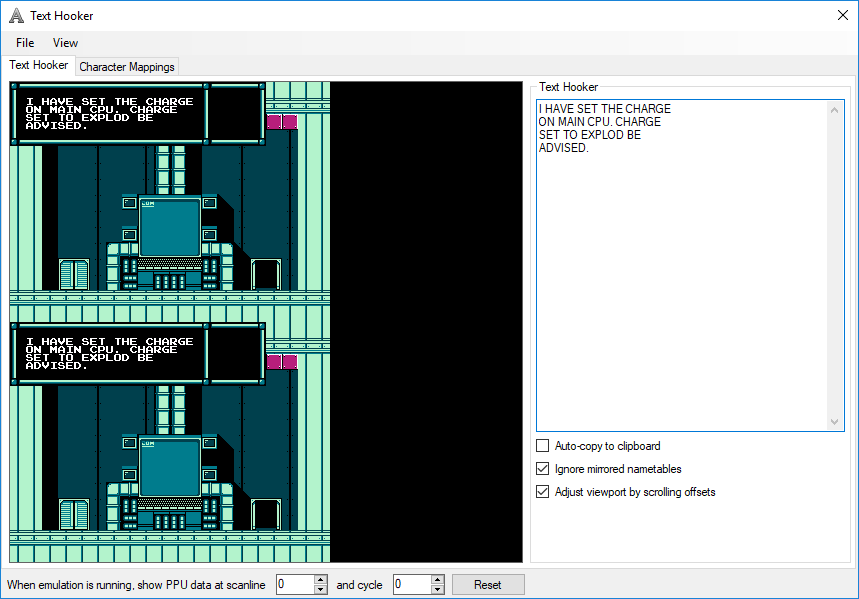 Text Hooker
File View
Text Hooker Character Mappings
I HAVE SET THE CHARGE
ON MAIN CPU. CHARGE
SET TO EXPLOD BE
ADVISED.
COM
I HAVE SET THE CHARGE
ON MAIN CPU. CHARGE
SET TO EXPLOD BE
ADVISED.
COM
Text Hooker
I HAVE SET THE CHARGE
ON MAIN CPU. CHARGE
SET TO EXPLOD BE
ADVISED.
Auto-copy to clipboard
Ignore mirrored nametables
Adjust viewport by scrolling offsets
When emulation is running, show PPU data at scanline 0 and cycle 0 Reset